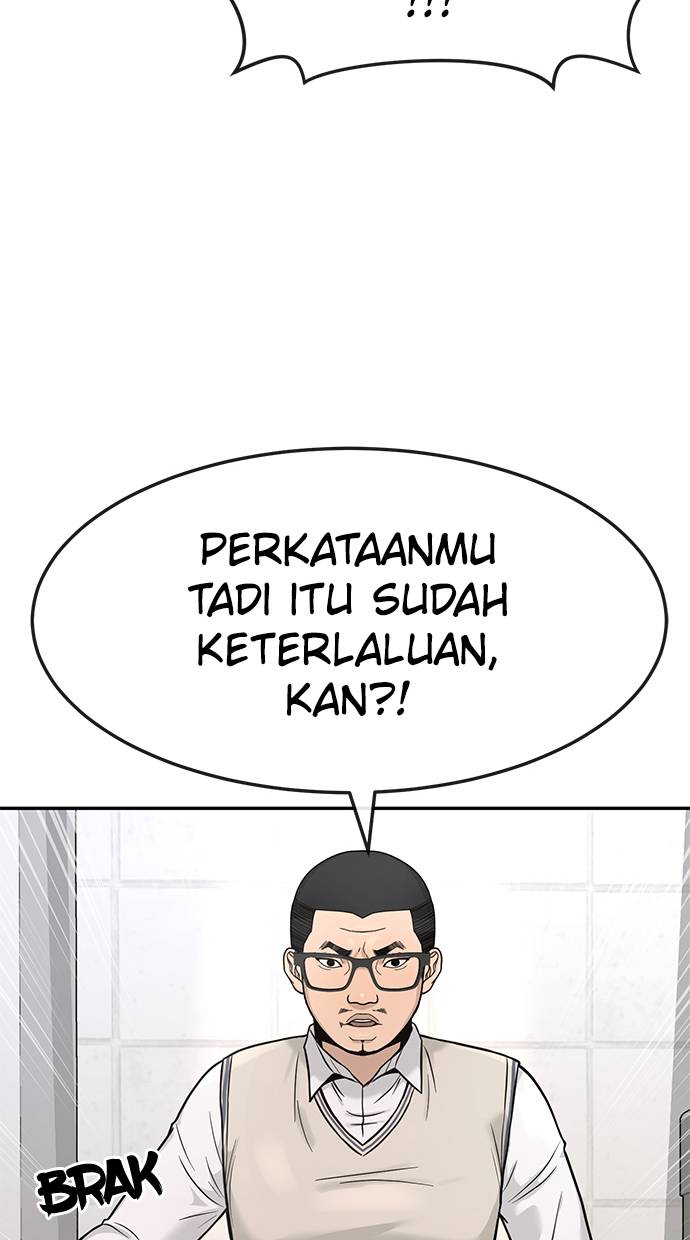 !!!
PERKATAANMU
TADI ITU SUDAH
KETERLALUAN,
KAN?!
BRAK